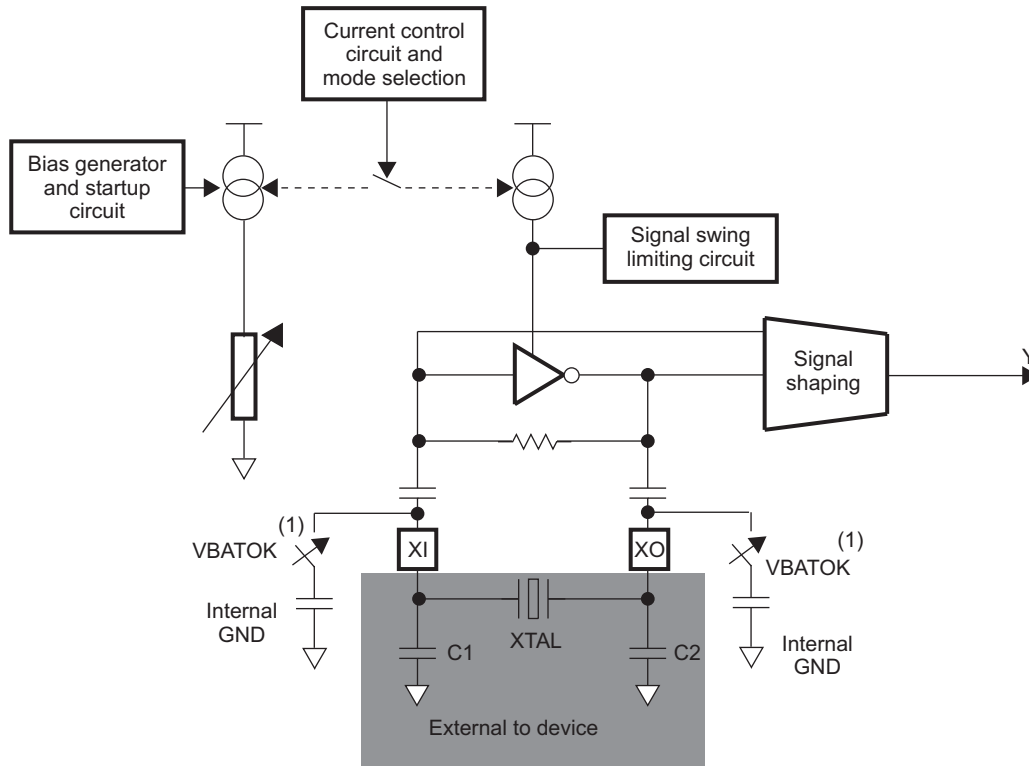 Current control
circuit and
mode selection
Bias generator
and startup
circuit
Signal swing
limiting circuit
Signal
shaping
Y
(1)
VBATOK
XI
XO
(1)
VBATOK
Internal
GND
XTAL
C1
C2
Internal
GND
External to device